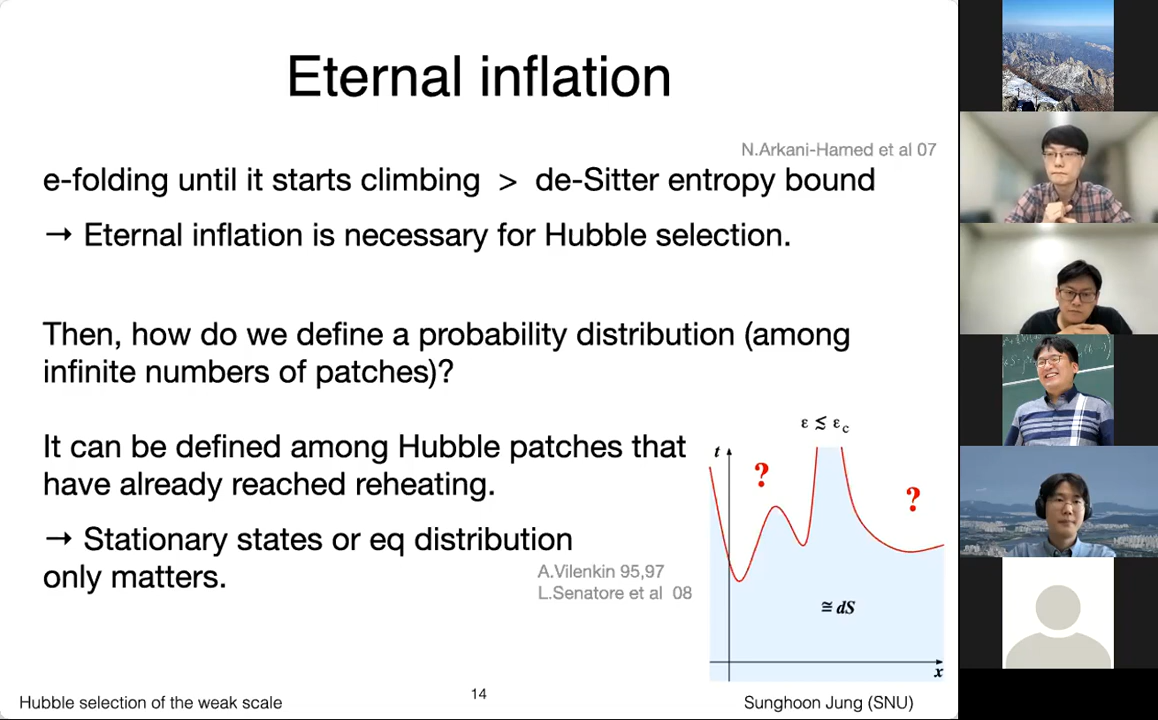 Eternal inflation
N.Arkani-Hamed et al 07
e-folding until it starts climbing > de-Sitter entropy bound
→ Eternal inflation is necessary for Hubble selection.
Then, how do we define a probability distribution (among
infinite numbers of patches)?
It can be defined among Hubble patches that
have already reached reheating.
→ Stationary states or eq distribution
only matters.
A.Vilenkin 95,97
L.Senatore et al 08
ε ≲ ε_c
t
?
?
≅ dS
x
Hubble selection of the weak scale
14
Sunghoon Jung (SNU)